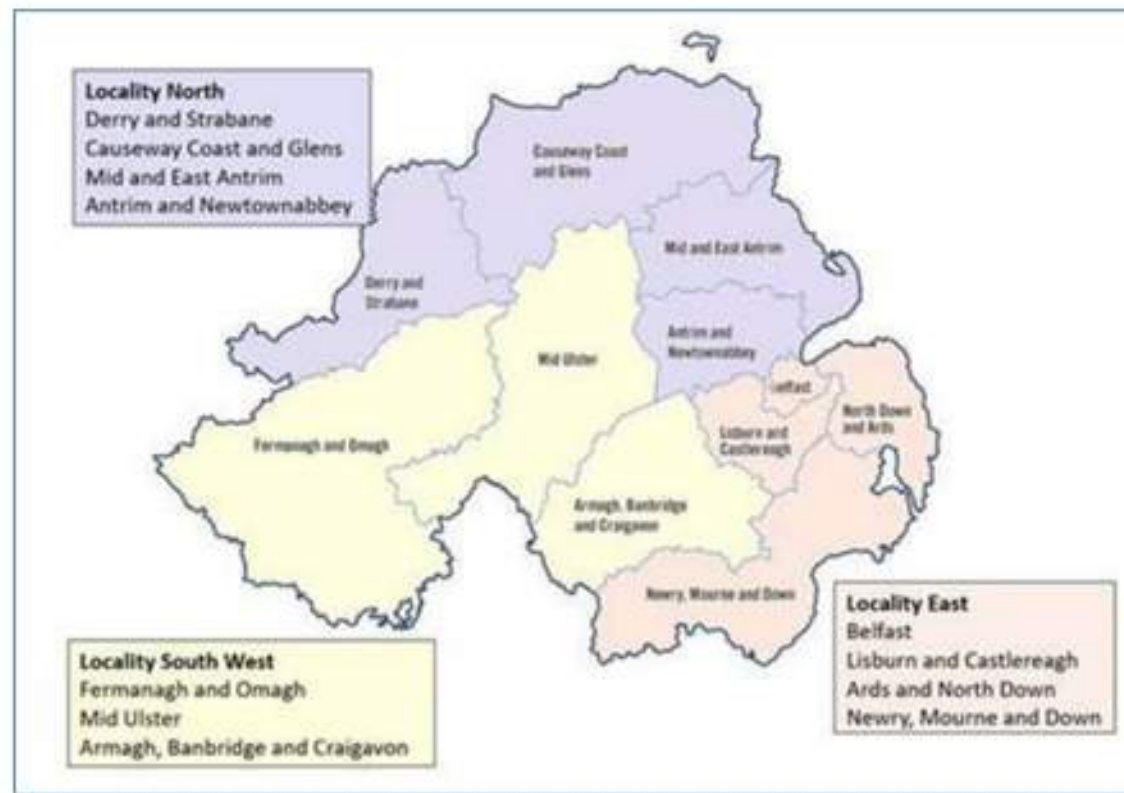 Locality North
Derry and Strabane
Causeway Coast and Glens
Mid and East Antrim
Antrim and Newtownabbey
Causeway Coast
and Glens
Mid and East Antrim
Derry and
Strabane
Antrim and
Newtownabbey
Mid Ulster
Belfast
North Down
and Ards
Lisburn and
Castlereagh
Fermanagh and Omagh
Armagh, Banbridge
and Craigavon
Newry, Mourne and Down
Locality East
Belfast
Lisburn and Castlereagh
Ards and North Down
Newry, Mourne and Down
Locality South West
Fermanagh and Omagh
Mid Ulster
Armagh, Banbridge and Craigavon